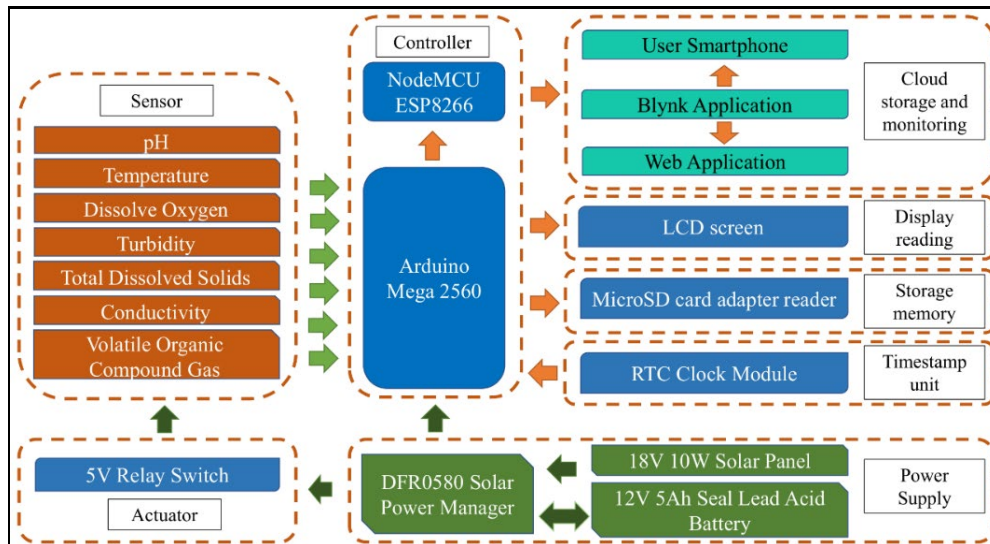 Sensor
pH
Temperature
Dissolve Oxygen
Turbidity
Total Dissolved Solids
Conductivity
Volatile Organic
Compound Gas
Controller
NodeMCU
ESP8266
Arduino
Mega 2560
User Smartphone
Blynk Application
Web Application
Cloud
storage and
monitoring
LCD screen
Display
reading
MicroSD card adapter reader
Storage
memory
RTC Clock Module
Timestamp
unit
5V Relay Switch
Actuator
DFR0580 Solar
Power Manager
18V 10W Solar Panel
12V 5Ah Seal Lead Acid
Battery
Power
Supply